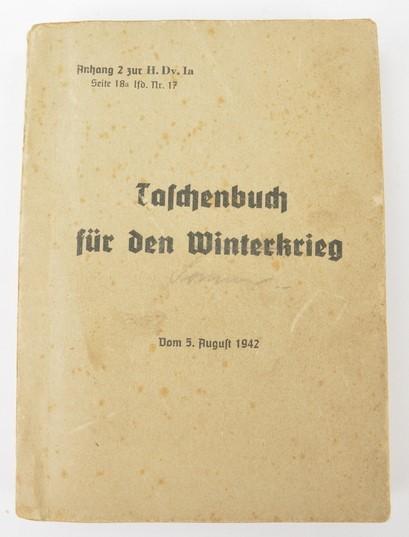 Anhang 2 zur H. Dv. 1a
Seite 18a lfd. Nr. 17
Taschenbuch
für den Winterkrieg
Vom 5. August 1942